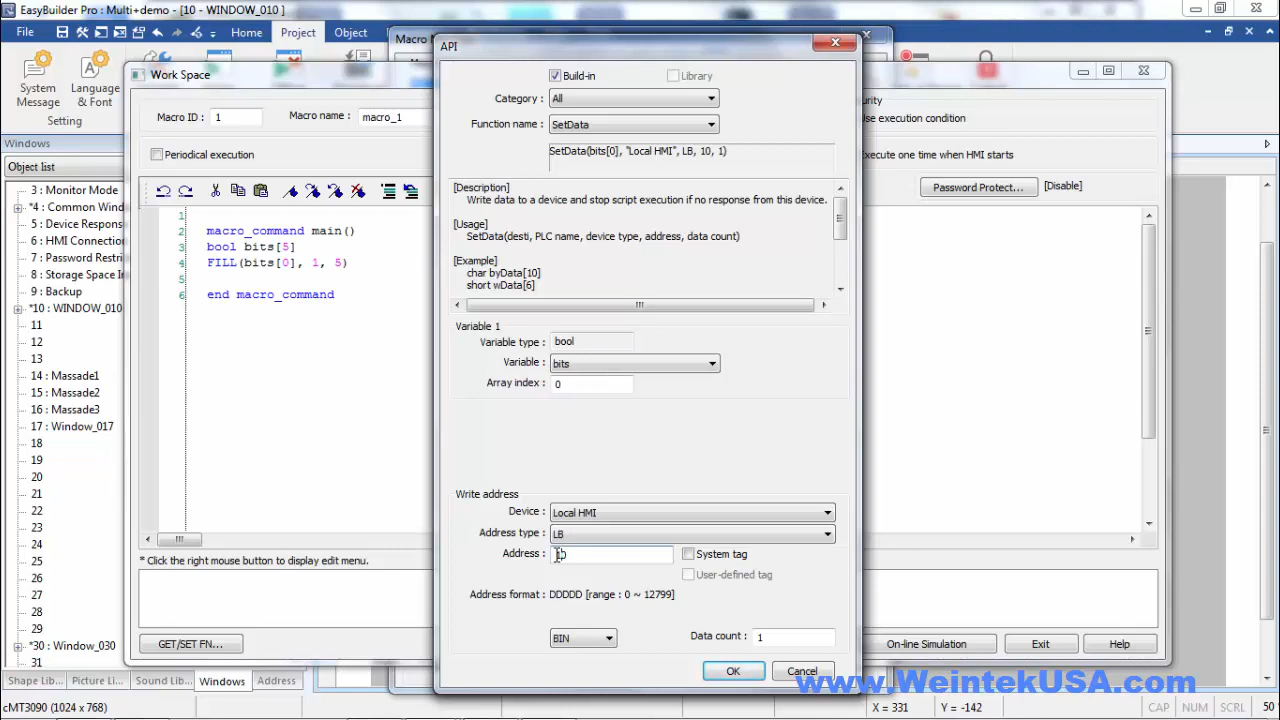 EasyBuilder Pro : Multi+demo - [10 - WINDOW_010 ]
File
Home
Project
Object
Macro M
System
Message
Language
& Font
Setting
Windows
Object list
3 : Monitor Mode
*4 : Common Windo
5 : Device Respons
6 : HMI Connection
7 : Password Restri
8 : Storage Space In
9 : Backup
*10 : WINDOW_010
11
12
13
14 : Massade1
15 : Massade2
16 : Massade3
17 : Window_017
18
19
20
21
22
23
24
25
26
27
28
29
*30 : Window_030
31
Shape Lib..
Picture Li...
Sound Lib...
Windows
Address
cMT3090 (1024 x 768)
Work Space
Macro ID :
1
Macro name :
macro_1
Periodical execution
1
2 macro_command main()
3 bool bits[5]
4 FILL(bits[0], 1, 5)
5
6 end macro_command
* Click the right mouse button to display edit menu.
GET/SET FN...
API
Build-in
Library
Category :
All
Function name :
SetData
SetData(bits[0], "Local HMI", LB, 10, 1)
[Description]
Write data to a device and stop script execution if no response from this device.
[Usage]
SetData(desti, PLC name, device type, address, data count)
[Example]
char byData[10]
short wData[6]
Variable 1
Variable type :
bool
Variable :
bits
Array index :
0
Write address
Device :
Local HMI
Address type :
LB
Address :
System tag
User-defined tag
Address format :
DDDDD [range : 0 ~ 12799]
BIN
Data count :
1
OK
Cancel
urity
se execution condition
Execute one time when HMI starts
Password Protect...
[Disable]
On-line Simulation
Exit
Help
www.WeintekUSA.com
X = 331
Y = -142
CAP
NUM
SCRL
50